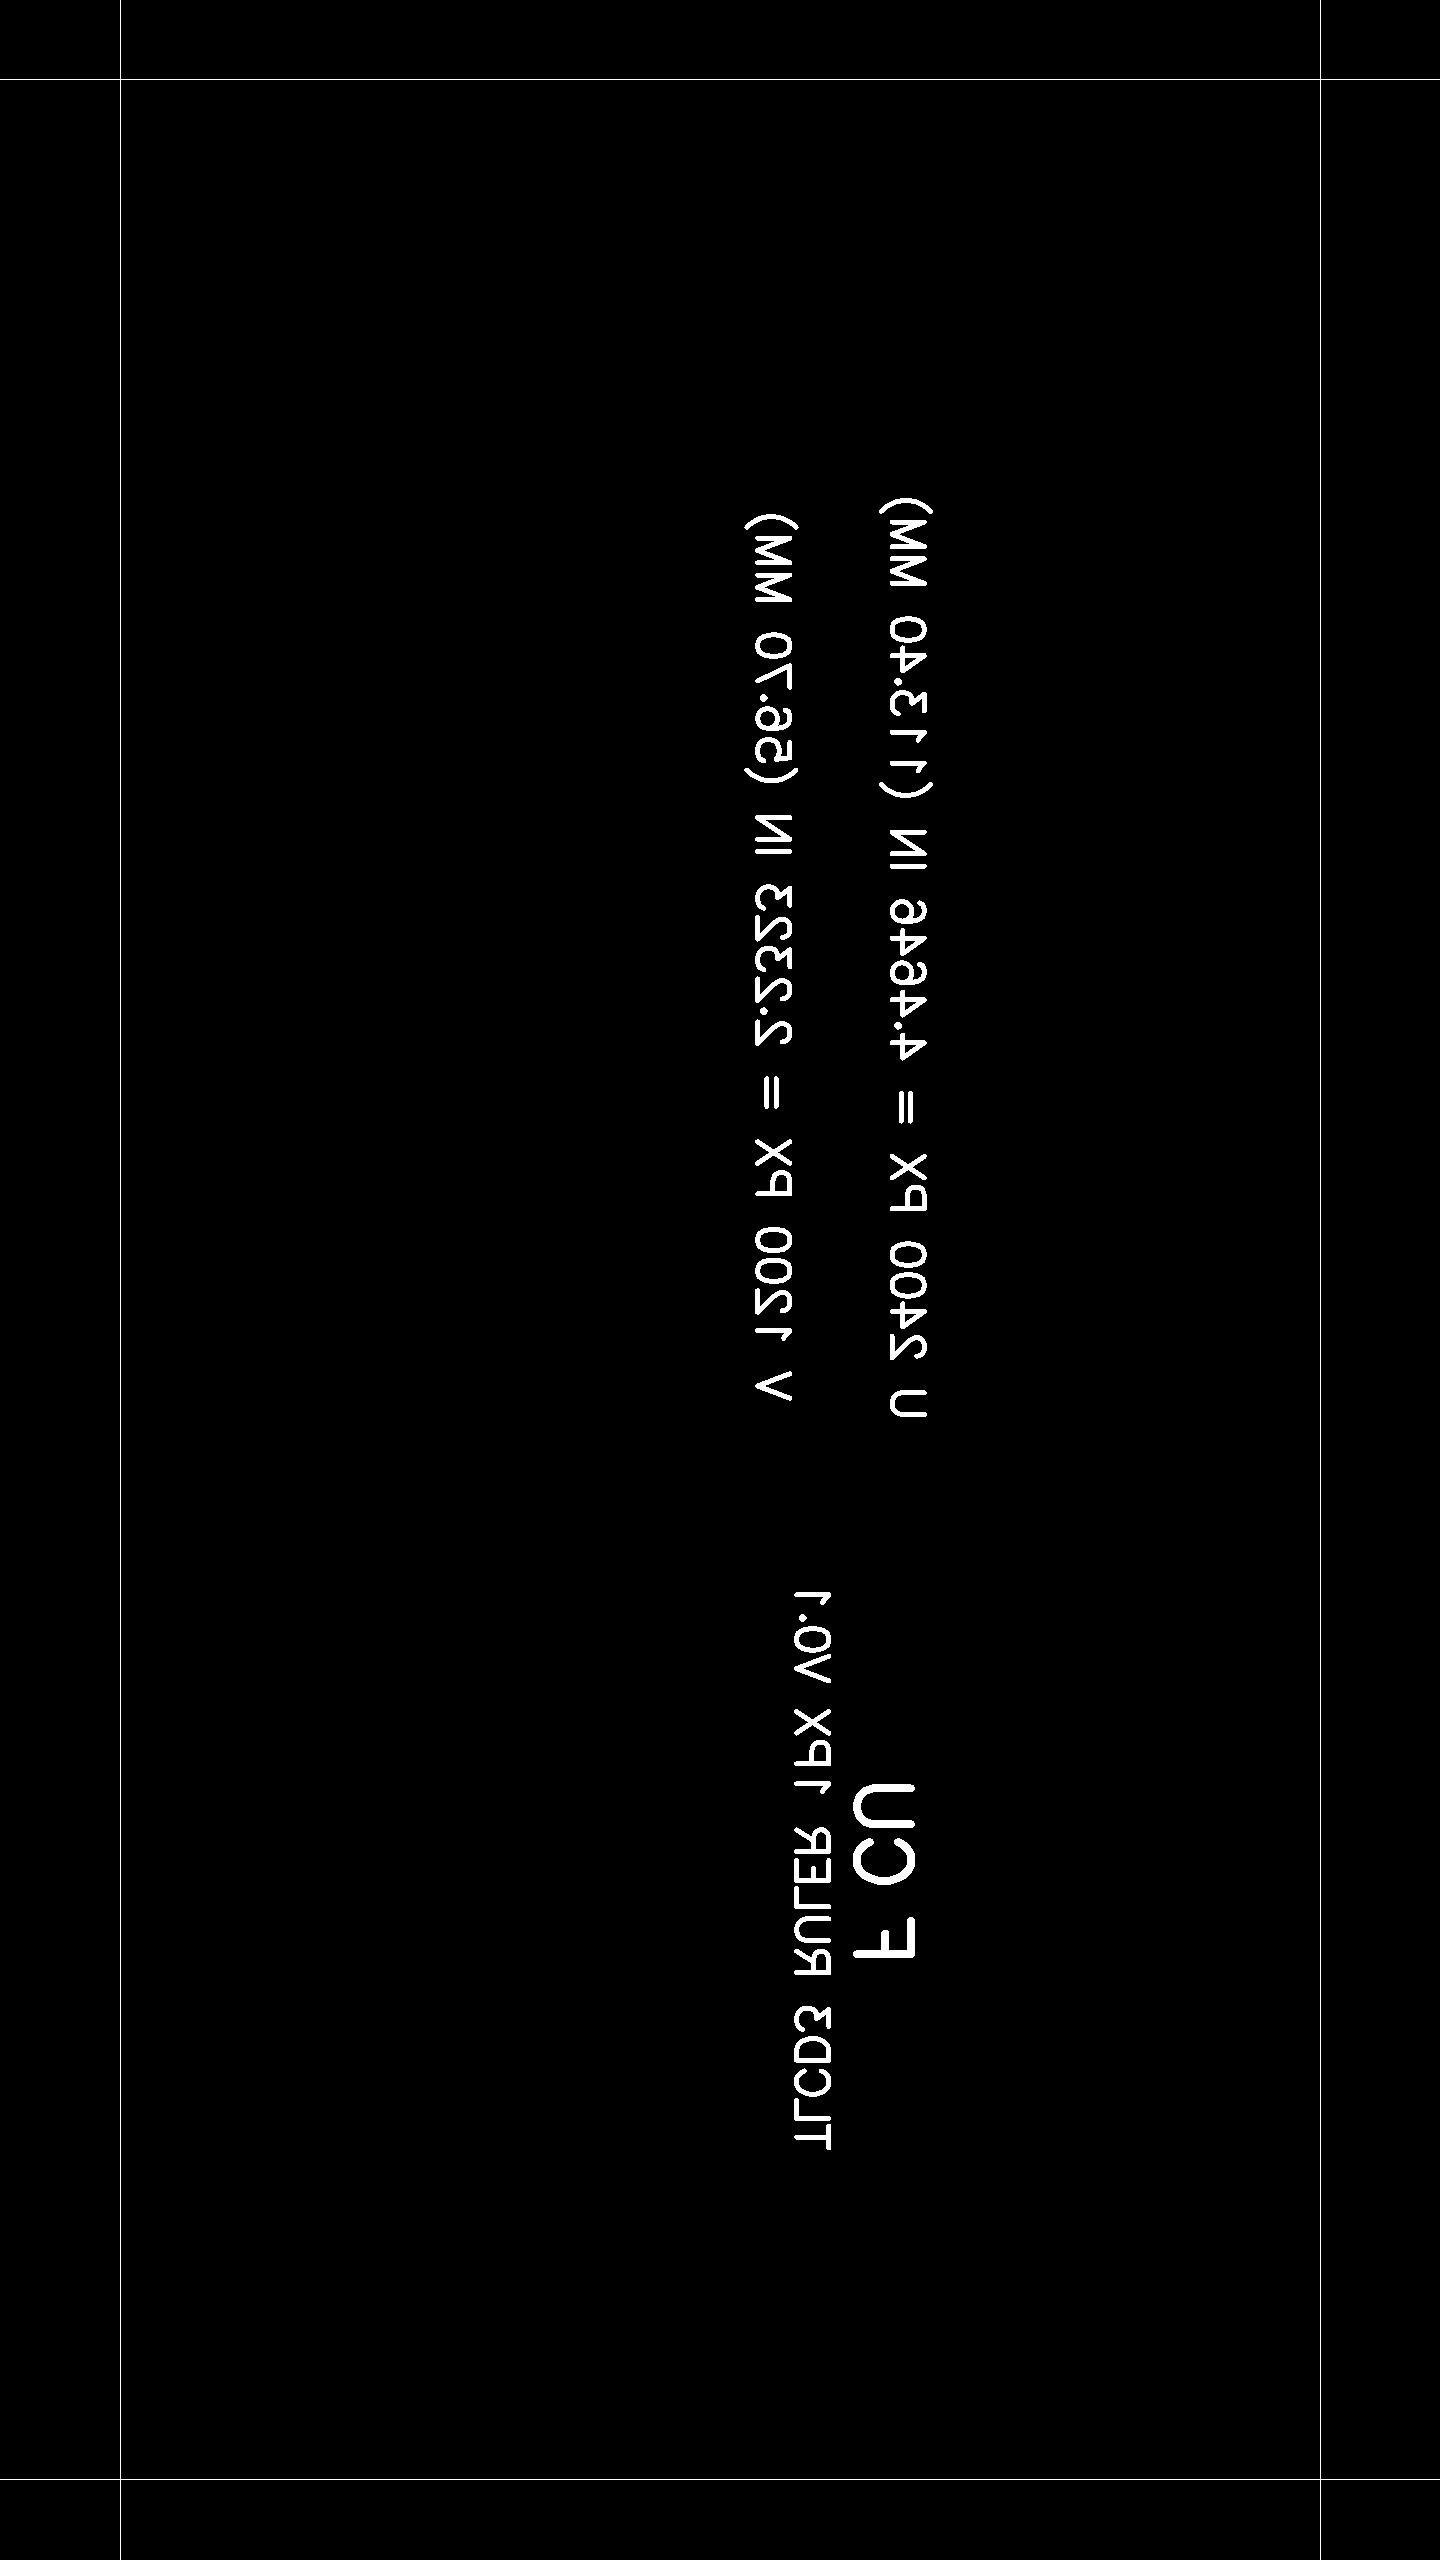 F CU
TLCD3 RULER 1PX V0.1
U 2400 PX = 4.4646 IN (113.40 MM)
V 1200 PX = 2.2323 IN (56.70 MM)